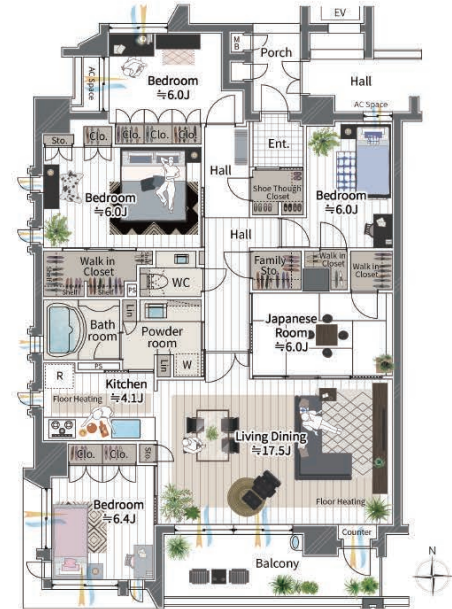 EV
MB
Porch
Bedroom
≒6.0J
AC Space
Hall
AC Space
Sto.
Clo.
Clo.
Clo.
Clo.
Ent.
Hall
Bedroom
≒6.0J
Shoe Though
Closet
Bedroom
≒6.0J
Hall
Walk in
Closet
Shelf
Shelf
Shelf
PS
WC
Family
Sto.
Walk in
Closet
Walk in
Closet
Bath
room
Lin
Powder
room
Japanese
Room
≒6.0J
PS
Lin
W
R
Kitchen
≒4.1J
Floor Heating
Living Dining
≒17.5J
Clo.
Clo.
Sto.
Bedroom
≒6.4J
Floor Heating
Counter
Balcony
N